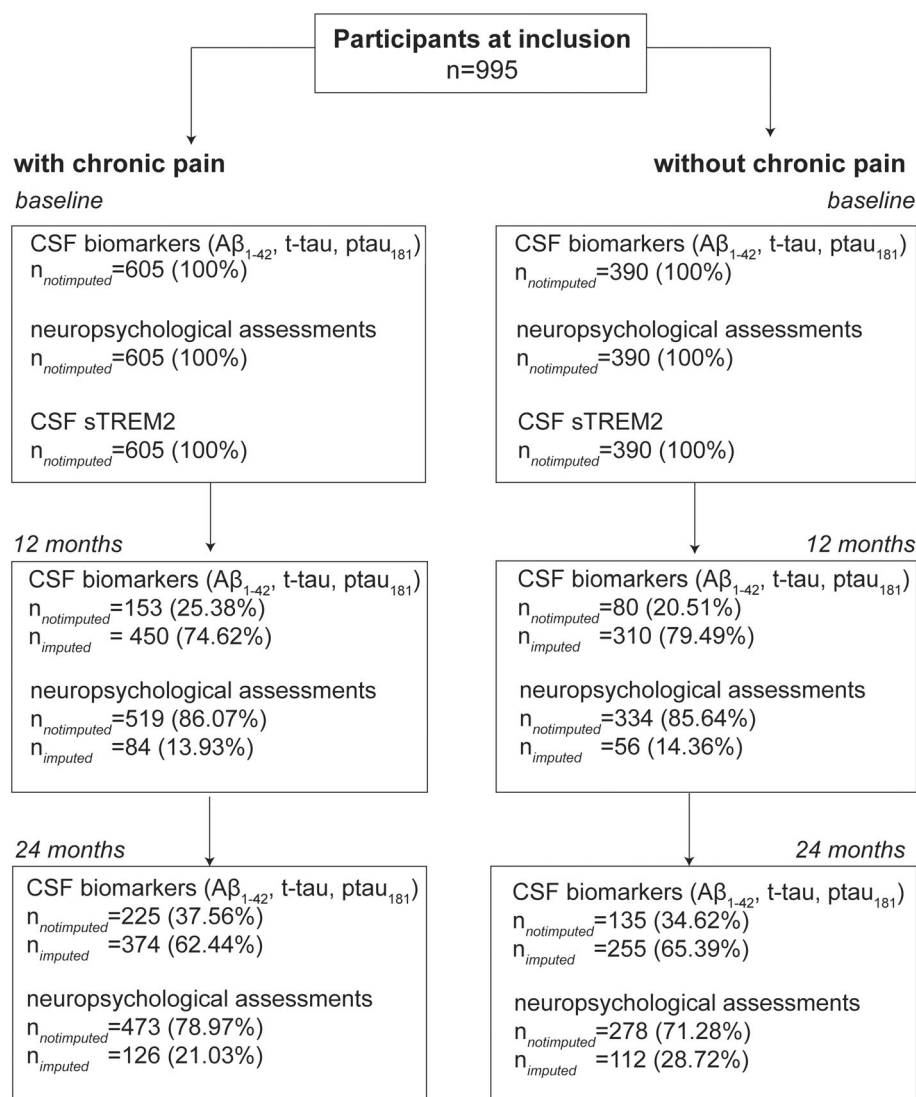 Participants at inclusion
n=995
with chronic pain
baseline
CSF biomarkers (Aβ1-42, t-tau, ptau181)
nnotimputed=605 (100%)
neuropsychological assessments
nnotimputed=605 (100%)
CSF sTREM2
nnotimputed=605 (100%)
12 months
CSF biomarkers (Aβ1-42, t-tau, ptau181)
nnotimputed=153 (25.38%)
nimputed = 450 (74.62%)
neuropsychological assessments
nnotimputed=519 (86.07%)
nimputed = 84 (13.93%)
24 months
CSF biomarkers (Aβ1-42, t-tau, ptau181)
nnotimputed=225 (37.56%)
nimputed = 374 (62.44%)
neuropsychological assessments
nnotimputed=473 (78.97%)
nimputed = 126 (21.03%)
without chronic pain
baseline
CSF biomarkers (Aβ1-42, t-tau, ptau181)
nnotimputed=390 (100%)
neuropsychological assessments
nnotimputed=390 (100%)
CSF sTREM2
nnotimputed=390 (100%)
12 months
CSF biomarkers (Aβ1-42, t-tau, ptau181)
nnotimputed=80 (20.51%)
nimputed = 310 (79.49%)
neuropsychological assessments
nnotimputed=334 (85.64%)
nimputed = 56 (14.36%)
24 months
CSF biomarkers (Aβ1-42, t-tau, ptau181)
nnotimputed=135 (34.62%)
nimputed = 255 (65.39%)
neuropsychological assessments
nnotimputed=278 (71.28%)
nimputed = 112 (28.72%)